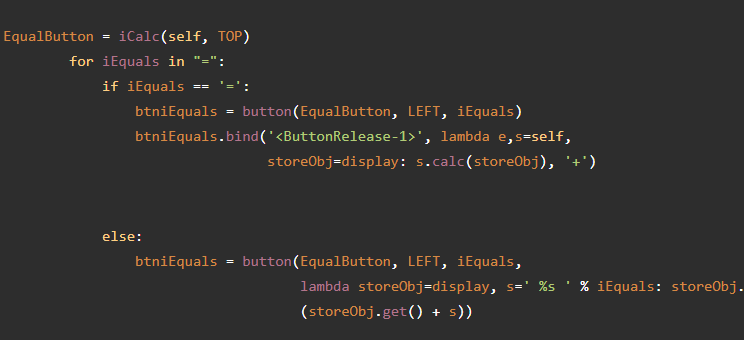 EqualButton = iCalc(self, TOP)
for iEquals in "=":
if iEquals == '=':
btniEquals = button(EqualButton, LEFT, iEquals)
btniEquals.bind('<ButtonRelease-1>', lambda e,s=self,
storeObj=display: s.calc(storeObj), '+')
else:
btniEquals = button(EqualButton, LEFT, iEquals,
lambda storeObj=display, s=' %s ' % iEquals: storeObj.
(storeObj.get() + s))